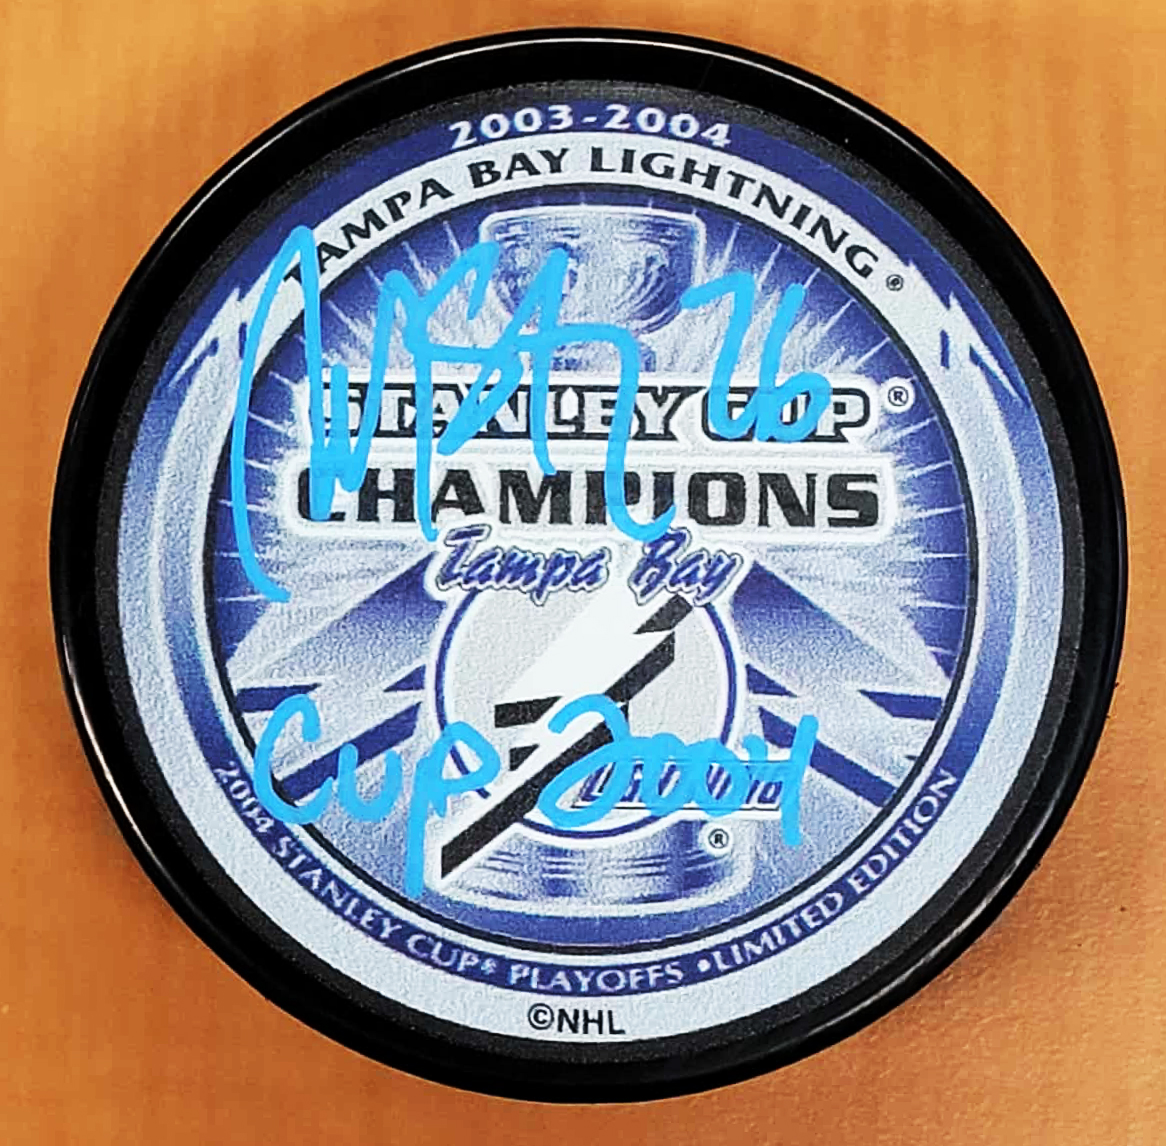 2003-2004
TAMPA BAY LIGHTNING®
26
STANLEY CUP®
CHAMPIONS
Tampa Bay
Cup 2004
LIGHTNING
®
2004 STANLEY CUP® PLAYOFFS •LIMITED EDITION
©NHL